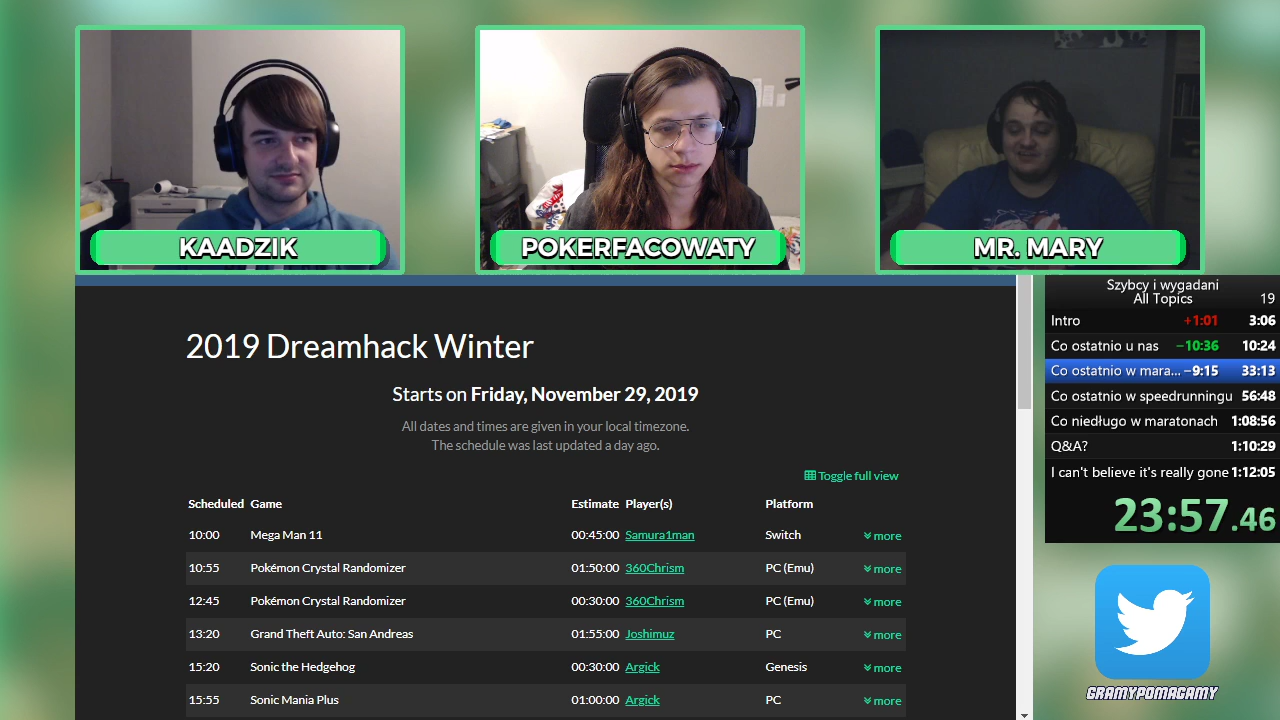 KAADZIK
POKERFACOWATY
MR. MARY
2019 Dreamhack Winter
Starts on Friday, November 29, 2019
All dates and times are given in your local timezone.
The schedule was last updated a day ago.
Toggle full view
Scheduled Game Estimate Player(s) Platform
10:00 Mega Man 11 00:45:00 Samura1man Switch more
10:55 Pokémon Crystal Randomizer 01:50:00 360Chrism PC (Emu) more
12:45 Pokémon Crystal Randomizer 00:30:00 360Chrism PC (Emu) more
13:20 Grand Theft Auto: San Andreas 01:55:00 Joshimuz PC more
15:20 Sonic the Hedgehog 00:30:00 Argick Genesis more
15:55 Sonic Mania Plus 01:00:00 Argick PC more
Szybcy i wygadani
All Topics 19
Intro +1:01 3:06
Co ostatnio u nas −10:36 10:24
Co ostatnio w mara... −9:15 33:13
Co ostatnio w speedrunningu 56:48
Co niedługo w maratonach 1:08:56
Q&A? 1:10:29
I can't believe it's really gone 1:12:05
23:57.46
GRAMYPOMAGAMY